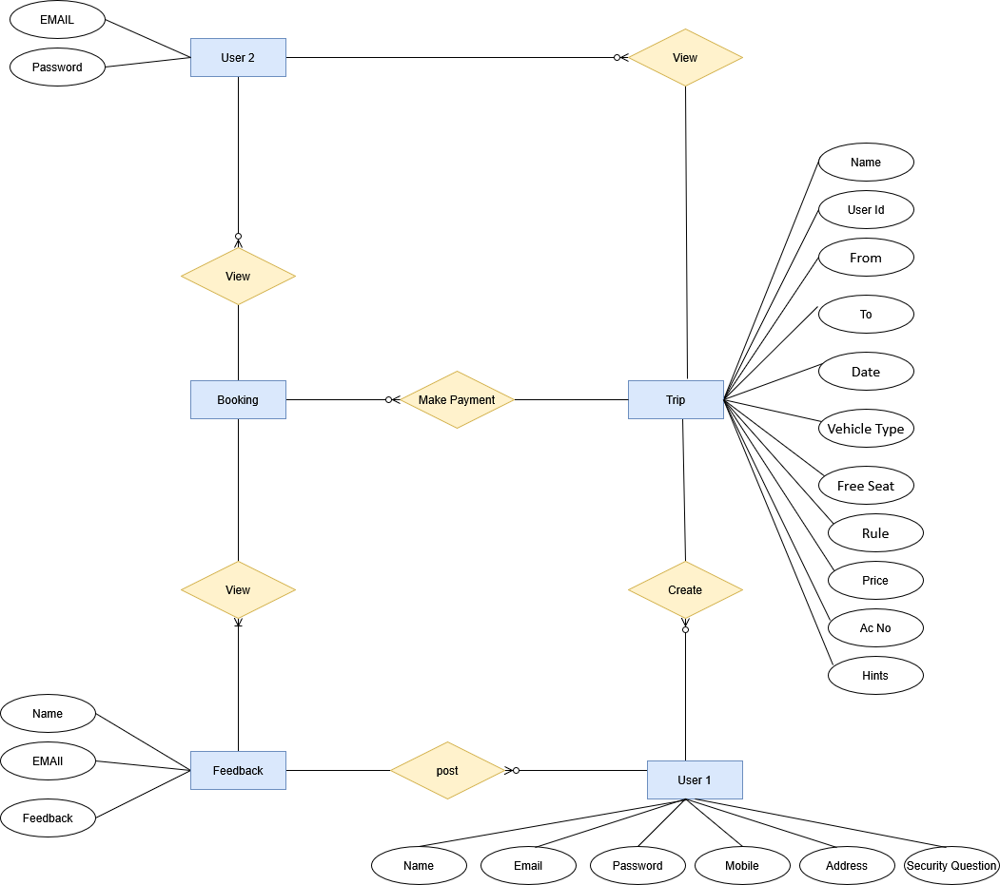 EMAIL
User 2
View
Password
Name
User Id
From
View
To
Date
Booking
Make Payment
Trip
Vehicle Type
Free Seat
Rule
Price
View
Create
Ac No
Hints
Name
EMAIl
Feedback
post
User 1
Feedback
Name
Email
Password
Mobile
Address
Security Question